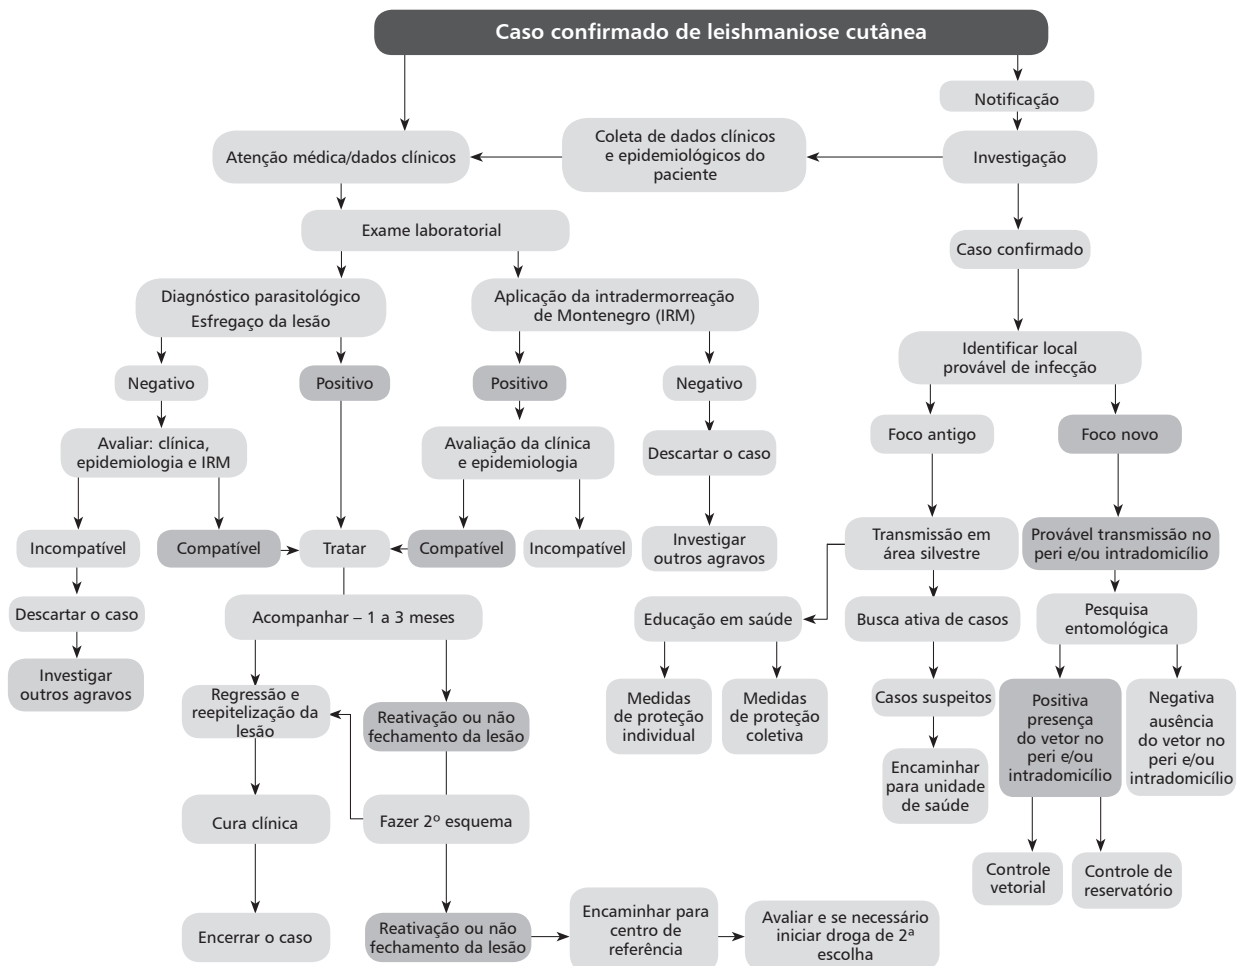 Caso confirmado de leishmaniose cutânea
Notificação
Atenção médica/dados clínicos
Coleta de dados clínicos
e epidemiológicos do
paciente
Investigação
Exame laboratorial
Caso confirmado
Diagnóstico parasitológico
Esfregaço da lesão
Aplicação da intradermorreação
de Montenegro (IRM)
Identificar local
provável de infecção
Negativo
Positivo
Positivo
Negativo
Foco antigo
Foco novo
Avaliar: clínica,
epidemiologia e IRM
Avaliação da clínica
e epidemiologia
Descartar o caso
Incompatível
Compatível
Tratar
Compatível
Incompatível
Investigar
outros agravos
Transmissão em
área silvestre
Provável transmissão no
peri e/ou intradomicílio
Descartar o caso
Acompanhar – 1 a 3 meses
Educação em saúde
Busca ativa de casos
Pesquisa
entomológica
Investigar
outros agravos
Regressão e
reepitelização da
lesão
Reativação ou não
fechamento da lesão
Medidas
de proteção
individual
Medidas
de proteção
coletiva
Casos suspeitos
Positiva
presença
do vetor no
peri e/ou
intradomicílio
Negativa
ausência
do vetor no
peri e/ou
intradomicílio
Encaminhar
para unidade
de saúde
Cura clínica
Fazer 2º esquema
Controle
vetorial
Controle de
reservatório
Encerrar o caso
Reativação ou não
fechamento da lesão
Encaminhar para
centro de
referência
Avaliar e se necessário
iniciar droga de 2ª
escolha